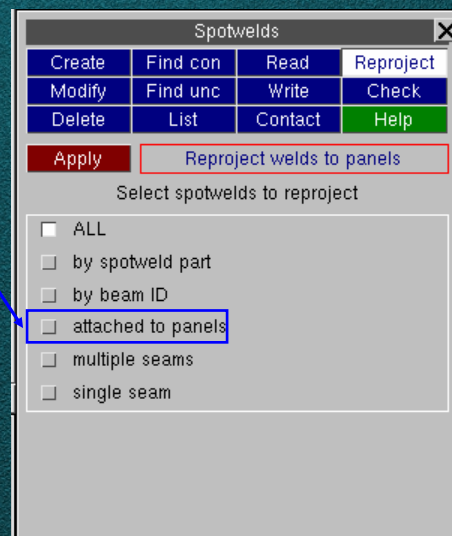 Spotwelds
Create Find con Read Reproject
Modify Find unc Write Check
Delete List Contact Help
Apply Reproject welds to panels
Select spotwelds to reproject
ALL
by spotweld part
by beam ID
attached to panels
multiple seams
single seam